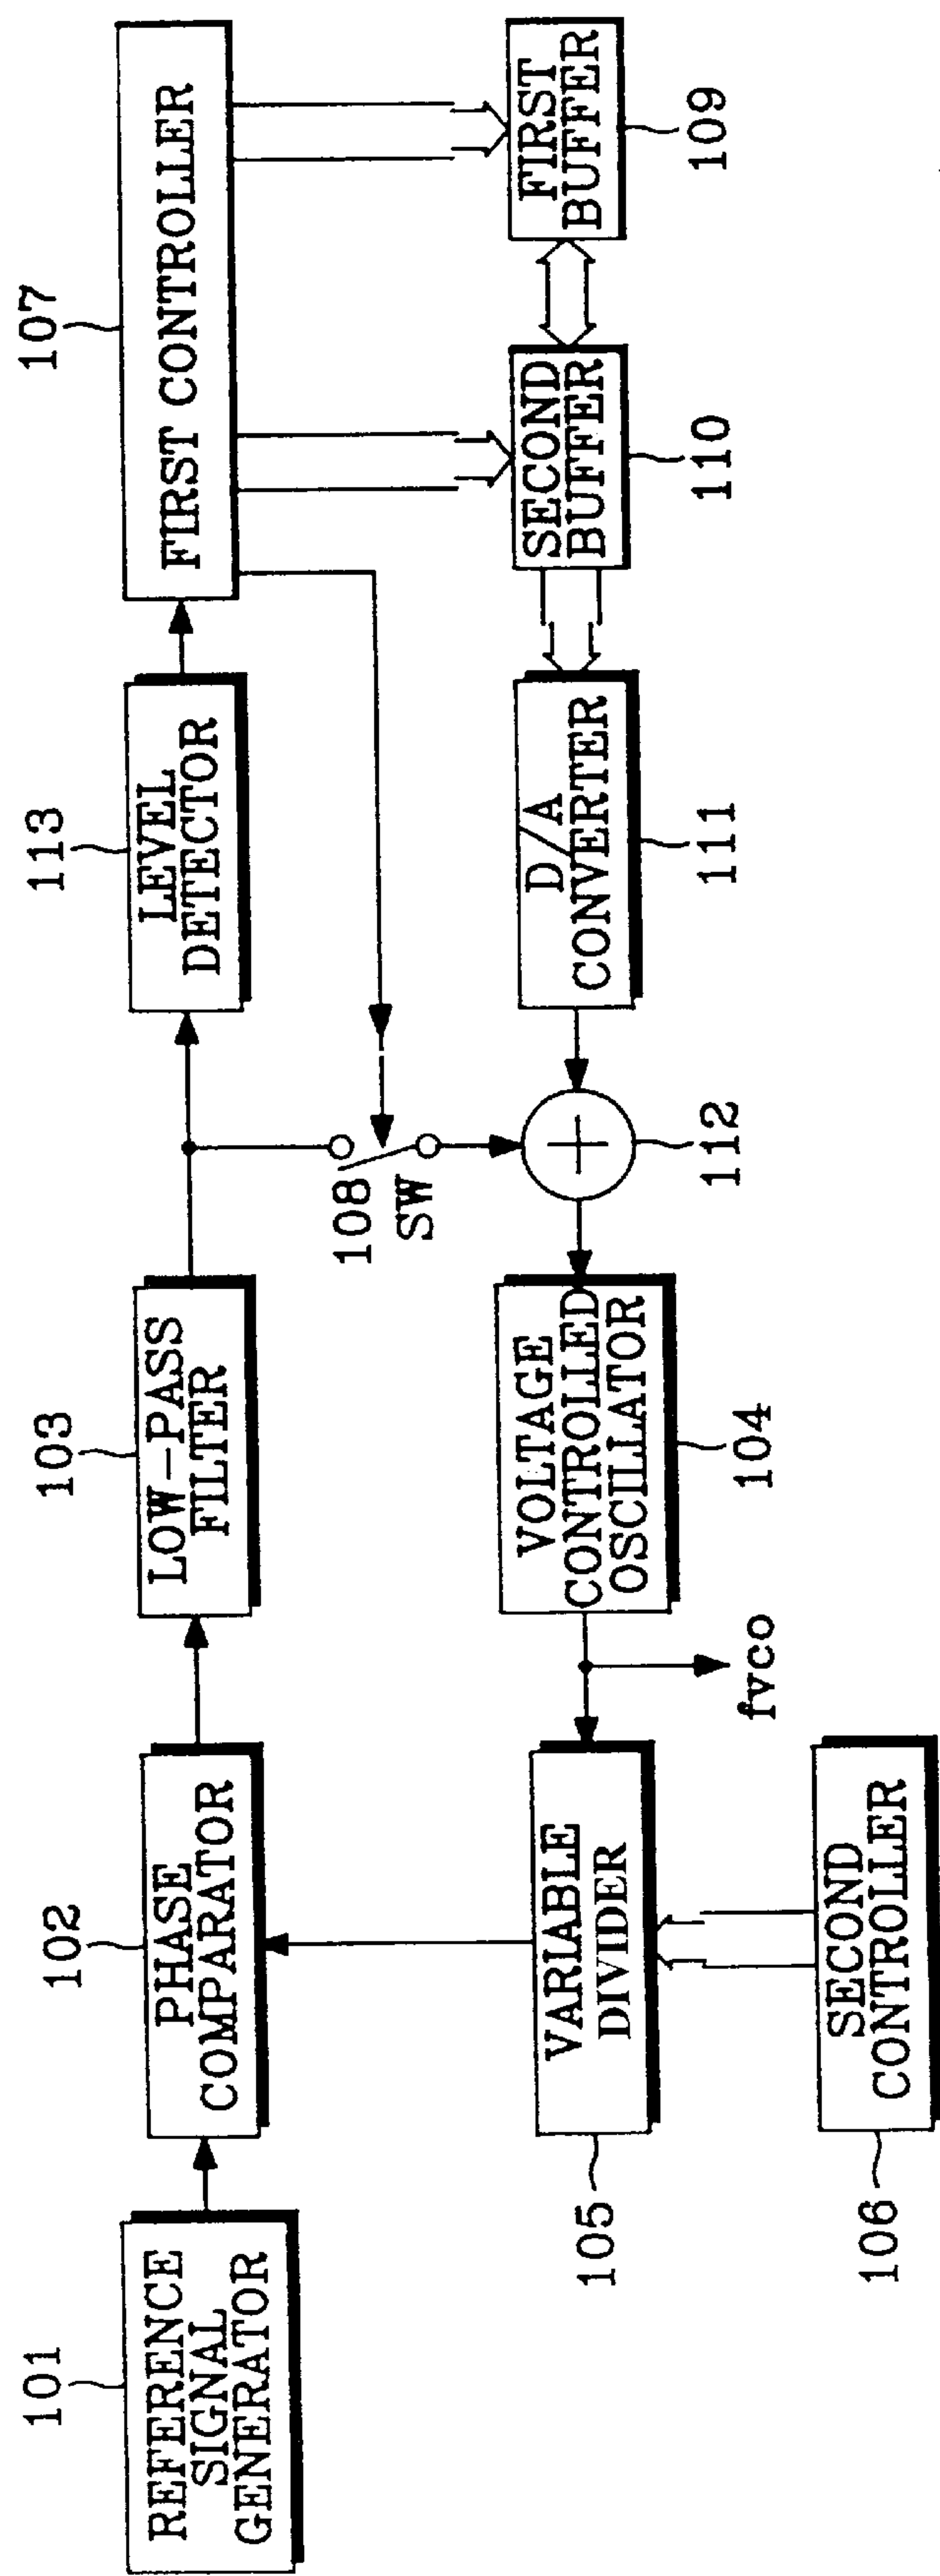 101
REFERENCE
SIGNAL
GENERATOR
102
PHASE
COMPARATOR
103
LOW-PASS
FILTER
113
LEVEL
DETECTOR
107
FIRST CONTROLLER
108
SW
105
VARIABLE
DIVIDER
fvco
VOLTAGE
CONTROLLED
OSCILLATOR
104
112
D/A
CONVERTER
111
SECOND
BUFFER
110
FIRST
BUFFER
109
106
SECOND
CONTROLLER